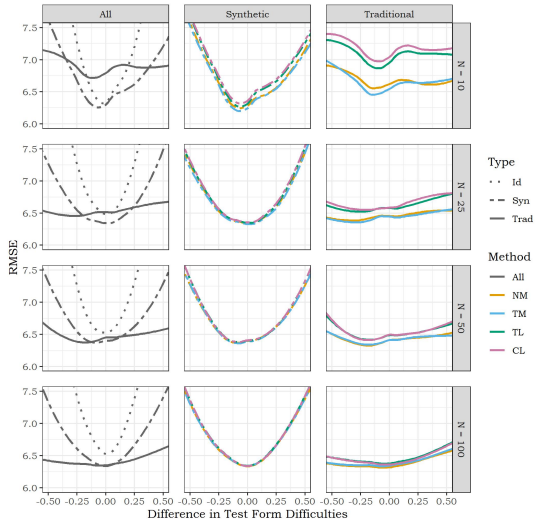 All Synthetic Traditional
7.5
7.0
6.5
6.0
N = 10
7.5
7.0
6.5
6.0
N = 25
7.5
7.0
6.5
6.0
N = 50
7.5
7.0
6.5
6.0
N = 100
RMSE
-0.50 -0.25 0.00 0.25 0.50 -0.50 -0.25 0.00 0.25 0.50 -0.50 -0.25 0.00 0.25 0.50
Difference in Test Form Difficulties
Type
Id
Syn
Trad
Method
All
NM
TM
TL
CL